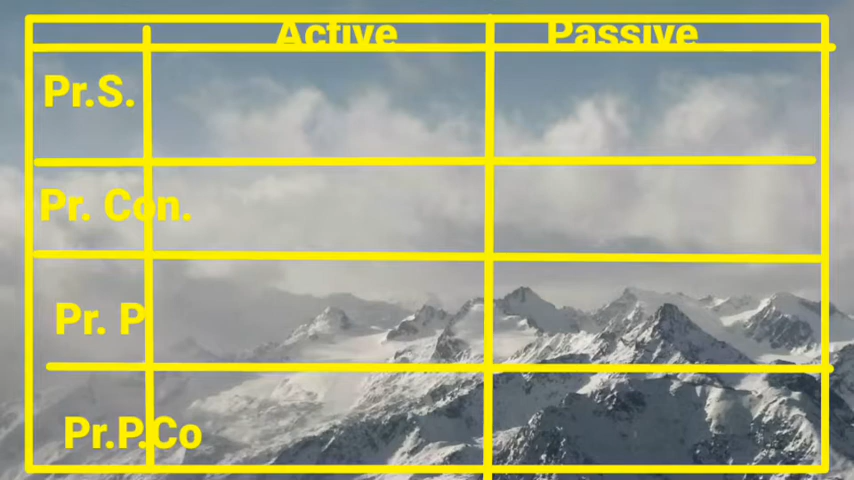 Active Passive
Pr.S.
Pr. Con.
Pr. P
Pr.P.Co